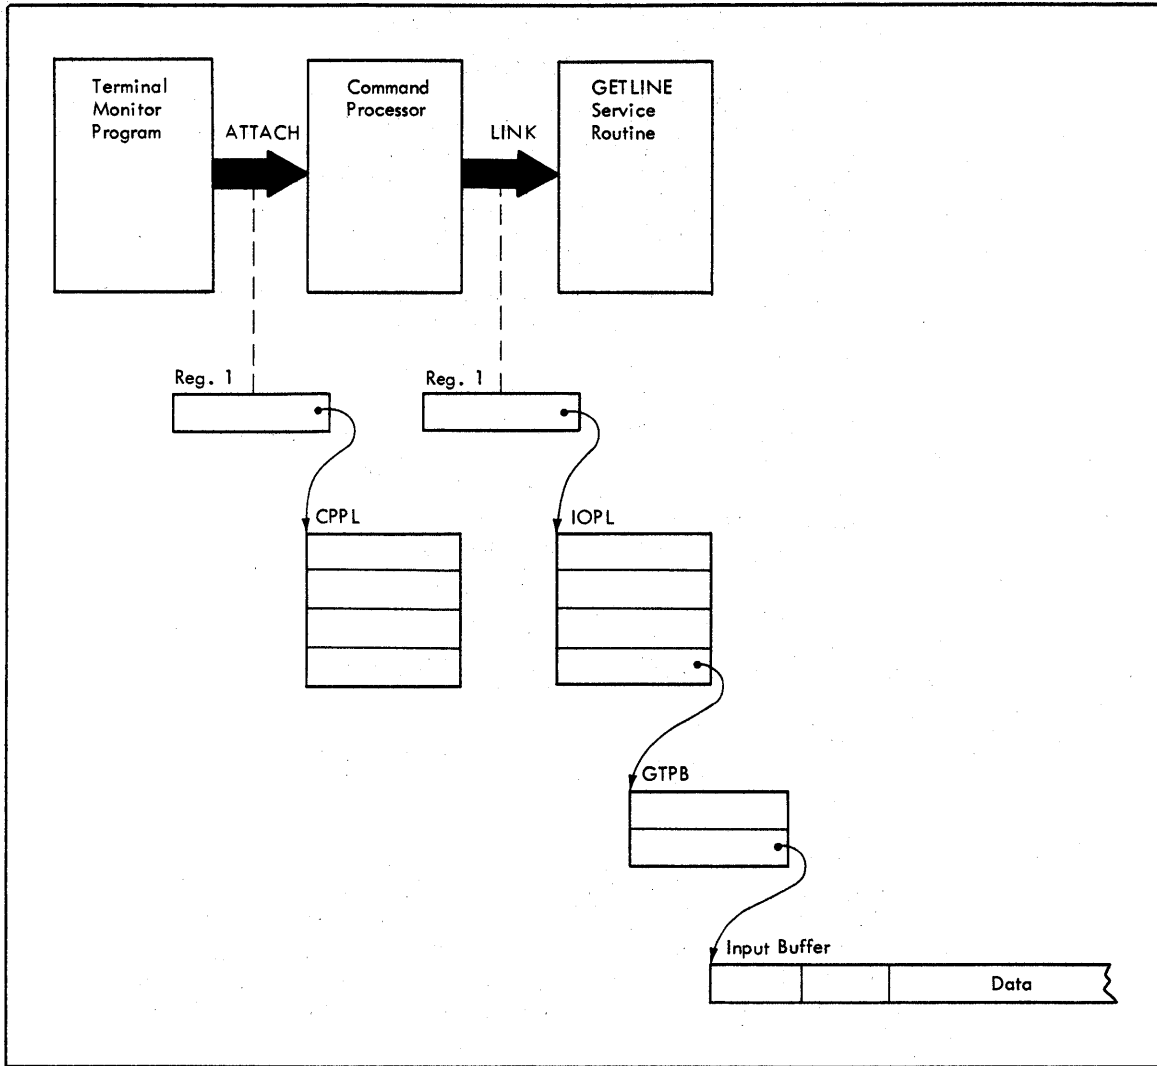 Terminal
Monitor
Program
ATTACH
Command
Processor
LINK
GETLINE
Service
Routine
Reg. 1
Reg. 1
CPPL
IOPL
GTPB
Input Buffer
Data